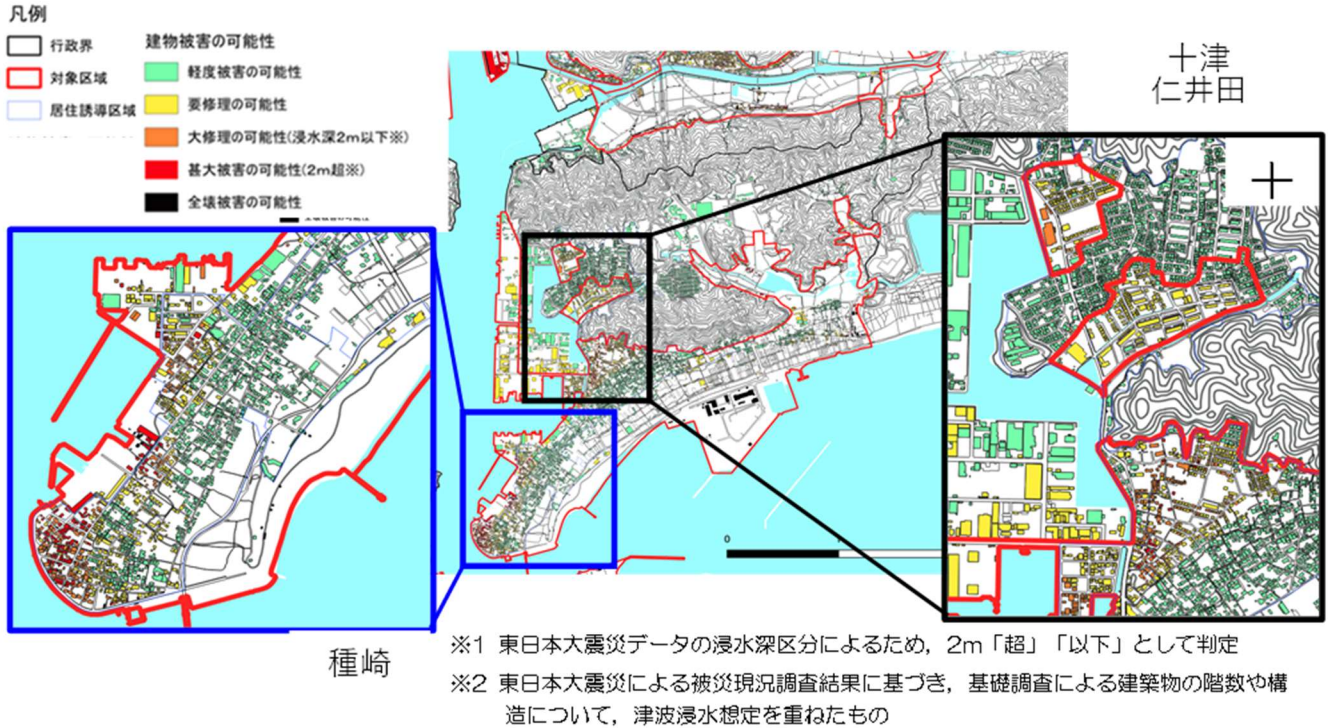 凡例
行政界
対象区域
居住誘導区域
建物被害の可能性
軽度被害の可能性
要修理の可能性
大修理の可能性(浸水深2m以下※)
甚大被害の可能性(2m超※)
全壊被害の可能性
十津
仁井田
0
種崎
※1 東日本大震災データの浸水深区分によるため，2m「超」「以下」として判定
※2 東日本大震災による被災現況調査結果に基づき，基礎調査による建築物の階数や構
造について，津波浸水想定を重ねたもの